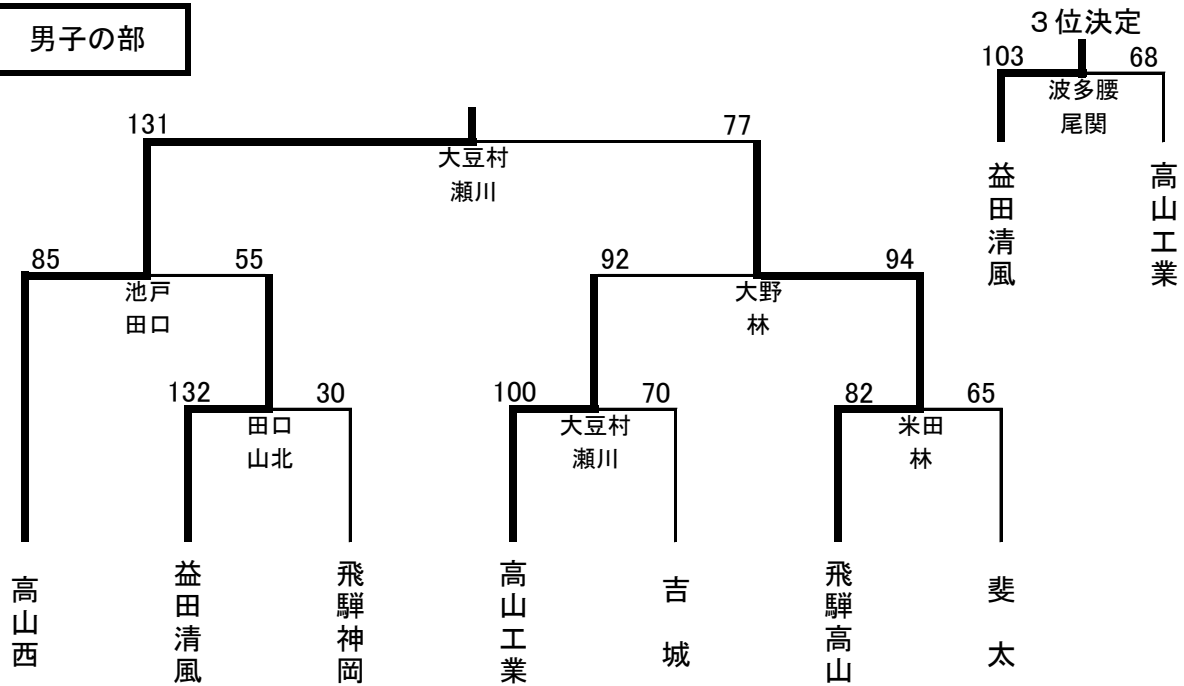 男子の部
3位決定
103 68
波多腰
尾関
益田清風
高山工業
131 77
大豆村
瀬川
85 55
池戸
田口
92 94
大野
林
132 30
田口
山北
100 70
大豆村
瀬川
82 65
米田
林
高山西
益田清風
飛騨神岡
高山工業
吉城
飛騨高山
斐太